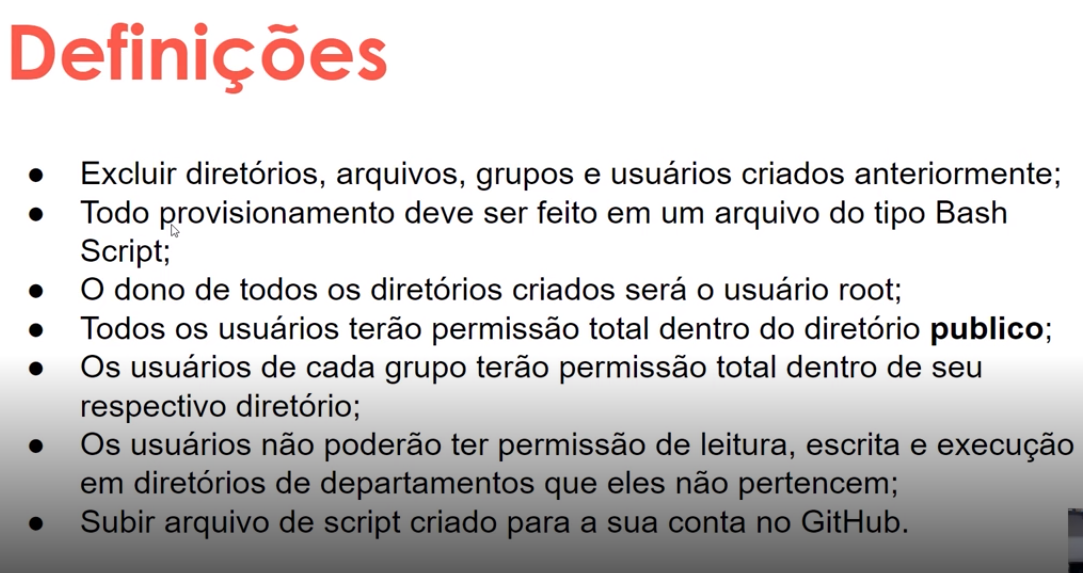 Definições
● Excluir diretórios, arquivos, grupos e usuários criados anteriormente;
● Todo provisionamento deve ser feito em um arquivo do tipo Bash
Script;
● O dono de todos os diretórios criados será o usuário root;
● Todos os usuários terão permissão total dentro do diretório publico;
● Os usuários de cada grupo terão permissão total dentro de seu
respectivo diretório;
● Os usuários não poderão ter permissão de leitura, escrita e execução
em diretórios de departamentos que eles não pertencem;
● Subir arquivo de script criado para a sua conta no GitHub.